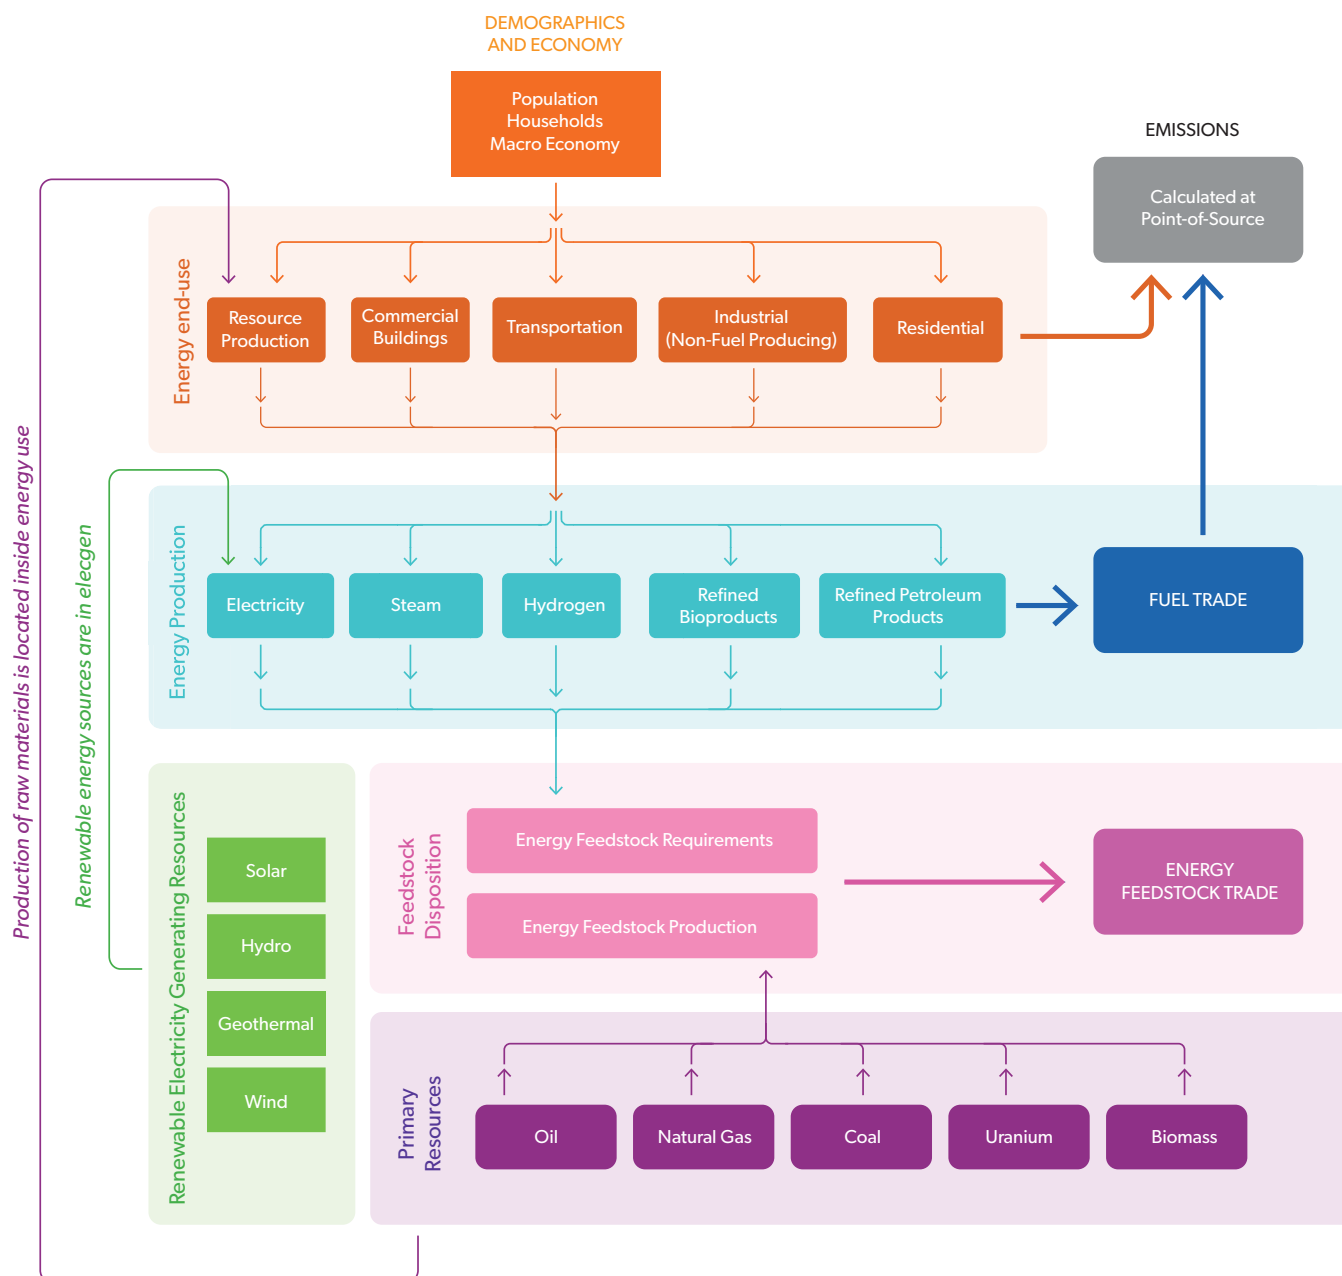 DEMOGRAPHICS
AND ECONOMY
Population
Households
Macro Economy
EMISSIONS
Calculated at
Point-of-Source
Energy end-use
Resource
Production
Commercial
Buildings
Transportation
Industrial
(Non-Fuel Producing)
Residential
Production of raw materials is located inside energy use
Renewable energy sources are in elecgen
Energy Production
Electricity
Steam
Hydrogen
Refined
Bioproducts
Refined Petroleum
Products
FUEL TRADE
Renewable Electricity Generating Resources
Solar
Hydro
Geothermal
Wind
Feedstock
Disposition
Energy Feedstock Requirements
Energy Feedstock Production
ENERGY
FEEDSTOCK TRADE
Primary
Resources
Oil
Natural Gas
Coal
Uranium
Biomass